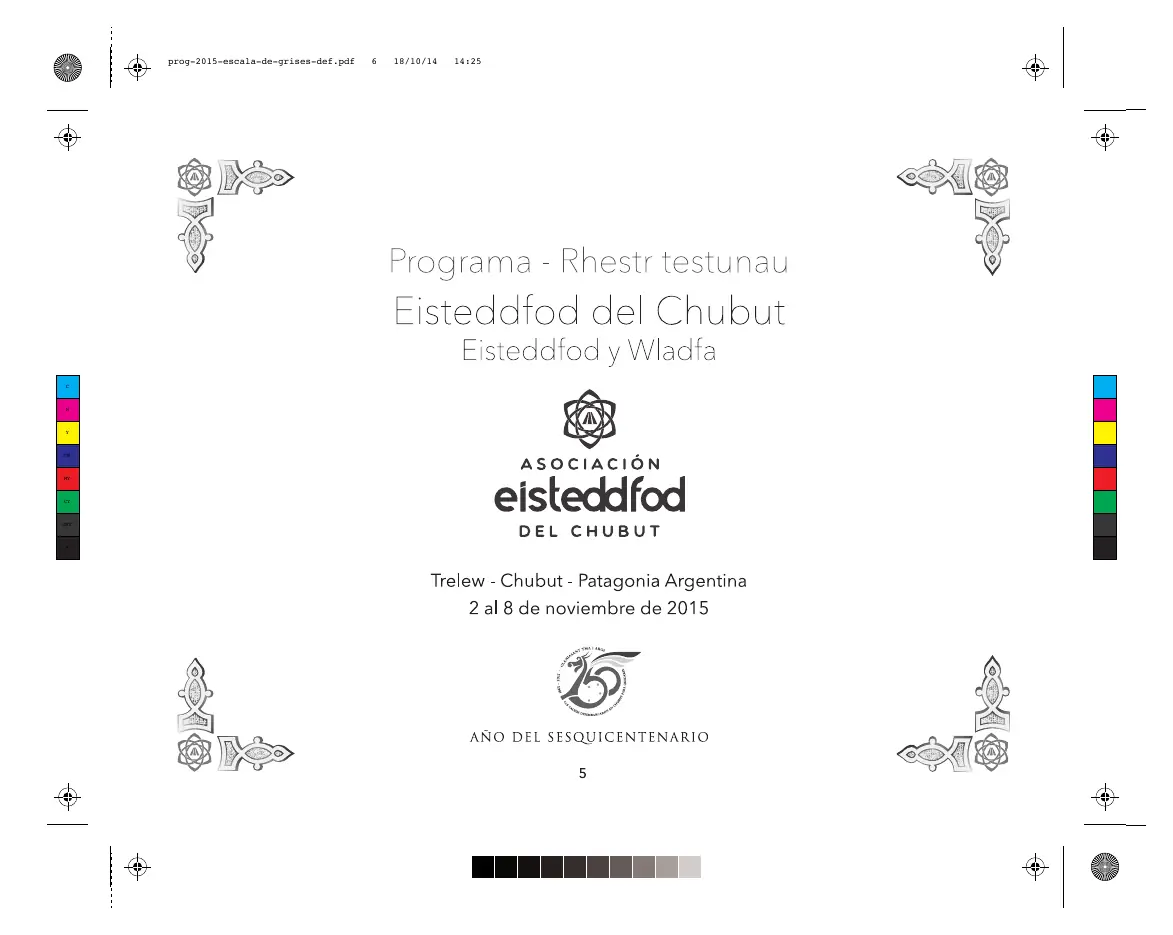 prog-2015-escala-de-grises-def.pdf 6 18/10/14 14:25
Programa - Rhestr testunau
Eisteddfod del Chubut
Eisteddfod y Wladfa
ASOCIACIÓN
eisteddfod
DEL CHUBUT
Trelew - Chubut - Patagonia Argentina
2 al 8 de noviembre de 2015
150
AÑO DEL SESQUICENTENARIO
5
C
Y